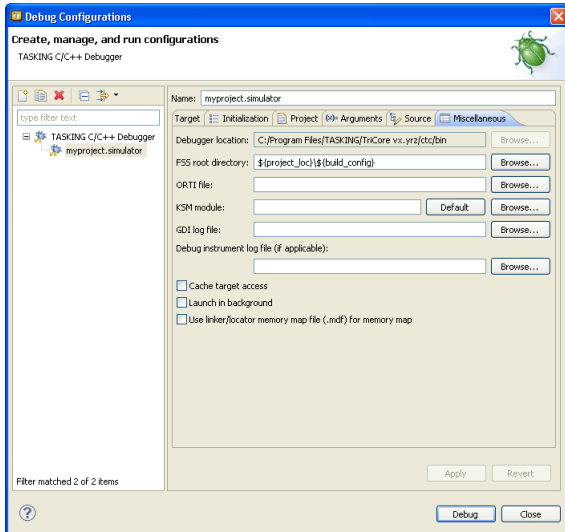 Debug Configurations
Create, manage, and run configurations
TASKING C/C++ Debugger
type filter text
TASKING C/C++ Debugger
myproject.simulator
Filter matched 2 of 2 items
Name: myproject.simulator
Target Initialization Project (x)= Arguments Source Miscellaneous
Debugger location: C:/Program Files/TASKING/TriCore vx.yrz/ctc/bin Browse...
FSS root directory: ${project_loc}\${build_config} Browse...
ORTI file: Browse...
KSM module: Default Browse...
GDI log file: Browse...
Debug instrument log file (if applicable):
Browse...
Cache target access
Launch in background
Use linker/locator memory map file (.mdf) for memory map
Apply Revert
? Debug Close